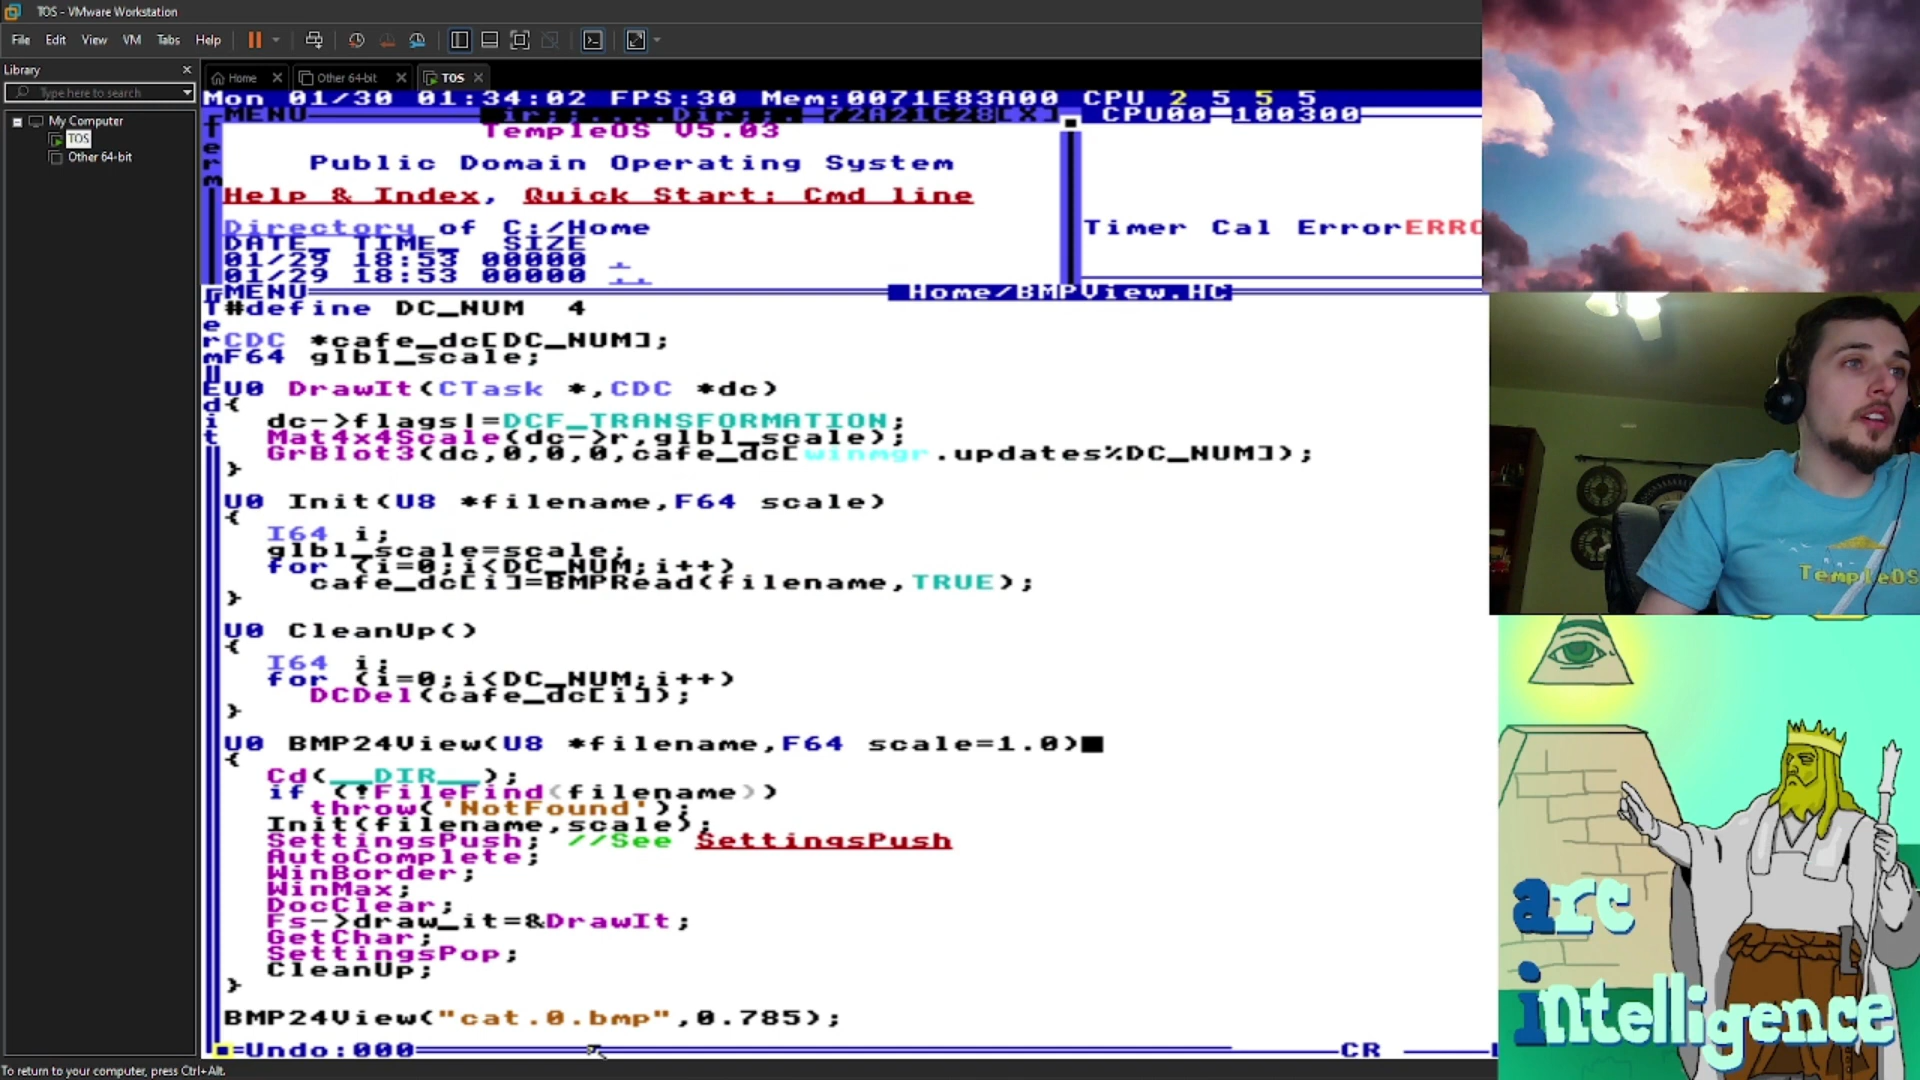 TOS - VMware Workstation
File Edit View VM Tabs Help
Library
Type here to search
My Computer
TOS
Other 64-bit
Home
Other 64-bit
TOS
Mon 01/30 01:34:02 FPS:30 Mem:0071E83A00 CPU 2 5 5 5
MENU
72A21C28[X]
CPU00 100300
TempleOS V5.03
Public Domain Operating System
Help & Index, Quick Start: Cmd line
Directory of C:/Home
DATE_ TIME_ SIZE
01/29 18:53 00000 .
01/29 18:53 00000 ..
Timer Cal ErrorERRO
MENU
Home/BMPView.HC
#define DC_NUM 4
CDC *cafe_dc[DC_NUM];
F64 glbl_scale;
U0 DrawIt(CTask *,CDC *dc)
{
dc->flags|=DCF_TRANSFORMATION;
Mat4x4Scale(dc->r,glbl_scale);
GrBlot3(dc,0,0,0,cafe_dc[winmgr.updates%DC_NUM]);
}
U0 Init(U8 *filename,F64 scale)
{
I64 i;
glbl_scale=scale;
for (i=0;i<DC_NUM;i++)
cafe_dc[i]=BMPRead(filename,TRUE);
}
U0 CleanUp()
{
I64 i;
for (i=0;i<DC_NUM;i++)
DCDel(cafe_dc[i]);
}
U0 BMP24View(U8 *filename,F64 scale=1.0)
{
Cd(__DIR__);
if (!FileFind(filename))
throw('NotFound');
Init(filename,scale);
SettingsPush; //See SettingsPush
AutoComplete;
WinBorder;
WinMax;
DocClear;
Fs->draw_it=&DrawIt;
GetChar;
SettingsPop;
CleanUp;
}
BMP24View("cat.0.bmp",0.785);
=Undo:000
CR
To return to your computer, press Ctrl+Alt.
TempleOS
arc
intelligence